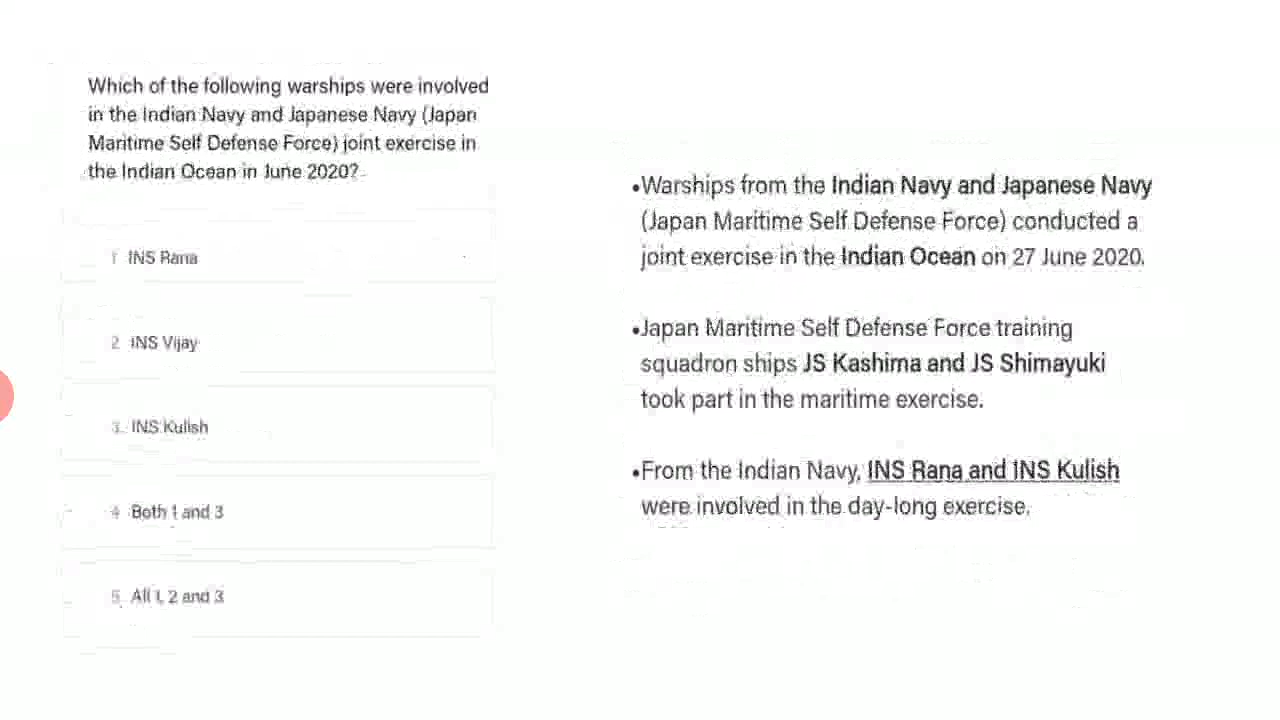 Which of the following warships were involved
in the Indian Navy and Japanese Navy (Japan
Maritime Self Defense Force) joint exercise in
the Indian Ocean in June 2020?
1 INS Rana
2 INS Vijay
3. INS Kulish
4 Both 1 and 3
5. All 1, 2 and 3
•Warships from the Indian Navy and Japanese Navy
(Japan Maritime Self Defense Force) conducted a
joint exercise in the Indian Ocean on 27 June 2020.
•Japan Maritime Self Defense Force training
squadron ships JS Kashima and JS Shimayuki
took part in the maritime exercise.
•From the Indian Navy, INS Rana and INS Kulish
were involved in the day-long exercise.